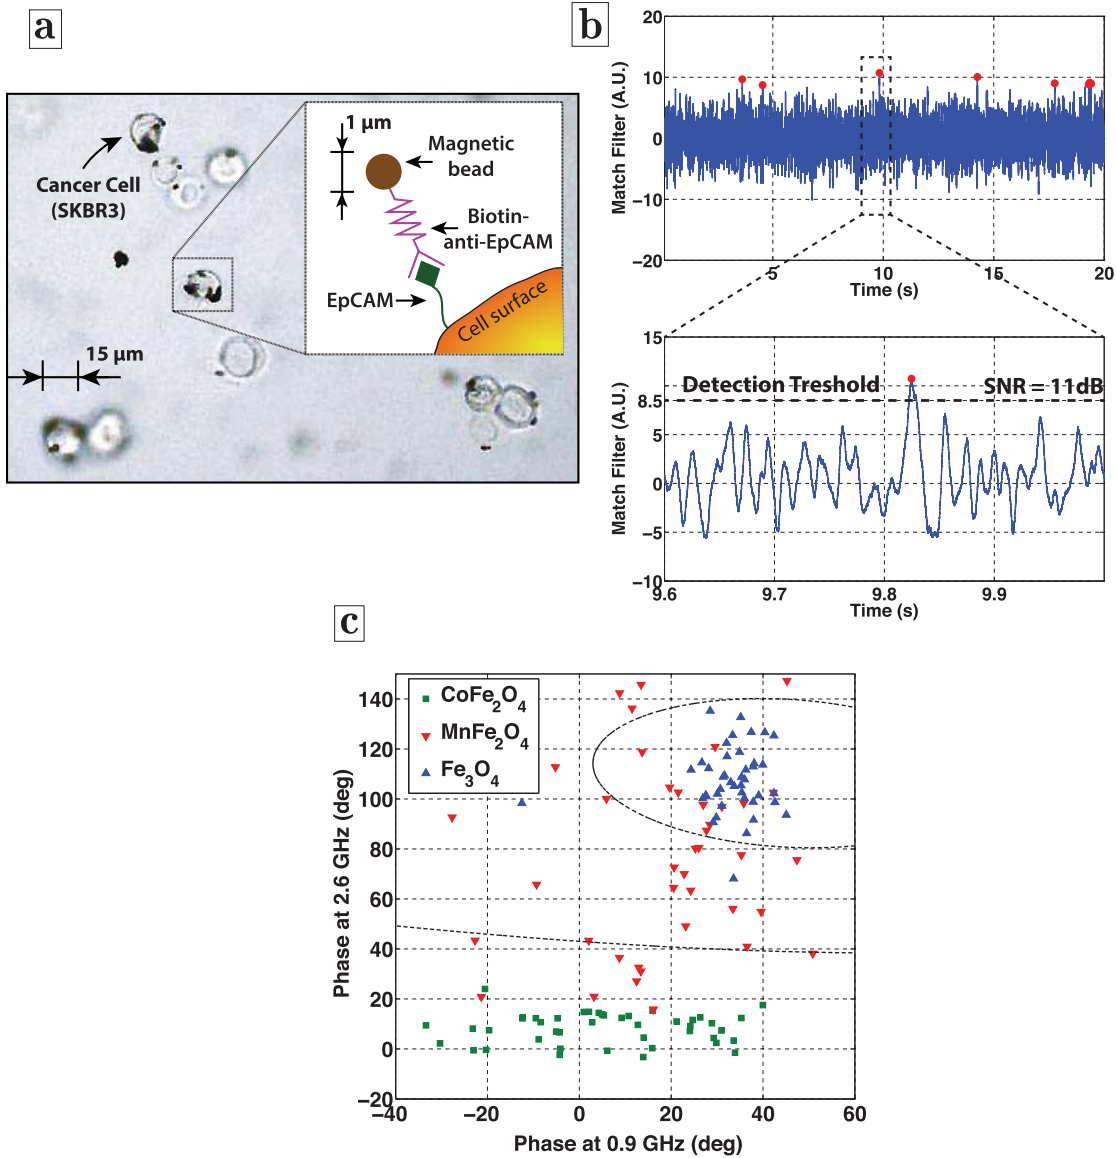 a
Cancer Cell
(SKBR3)
15 μm
1 μm
Magnetic
bead
Biotin-
anti-EpCAM
EpCAM
Cell surface
b
20
10
0
−10
−20
Match Filter (A.U.)
5
10
15
20
Time (s)
15
8.5
5
0
−5
−10
Match Filter (A.U.)
Detection Treshold
SNR = 11dB
9.6
9.7
9.8
9.9
Time (s)
c
CoFe2O4
MnFe2O4
Fe3O4
140
120
100
80
60
40
20
0
−20
Phase at 2.6 GHz (deg)
−40
−20
0
20
40
60
Phase at 0.9 GHz (deg)